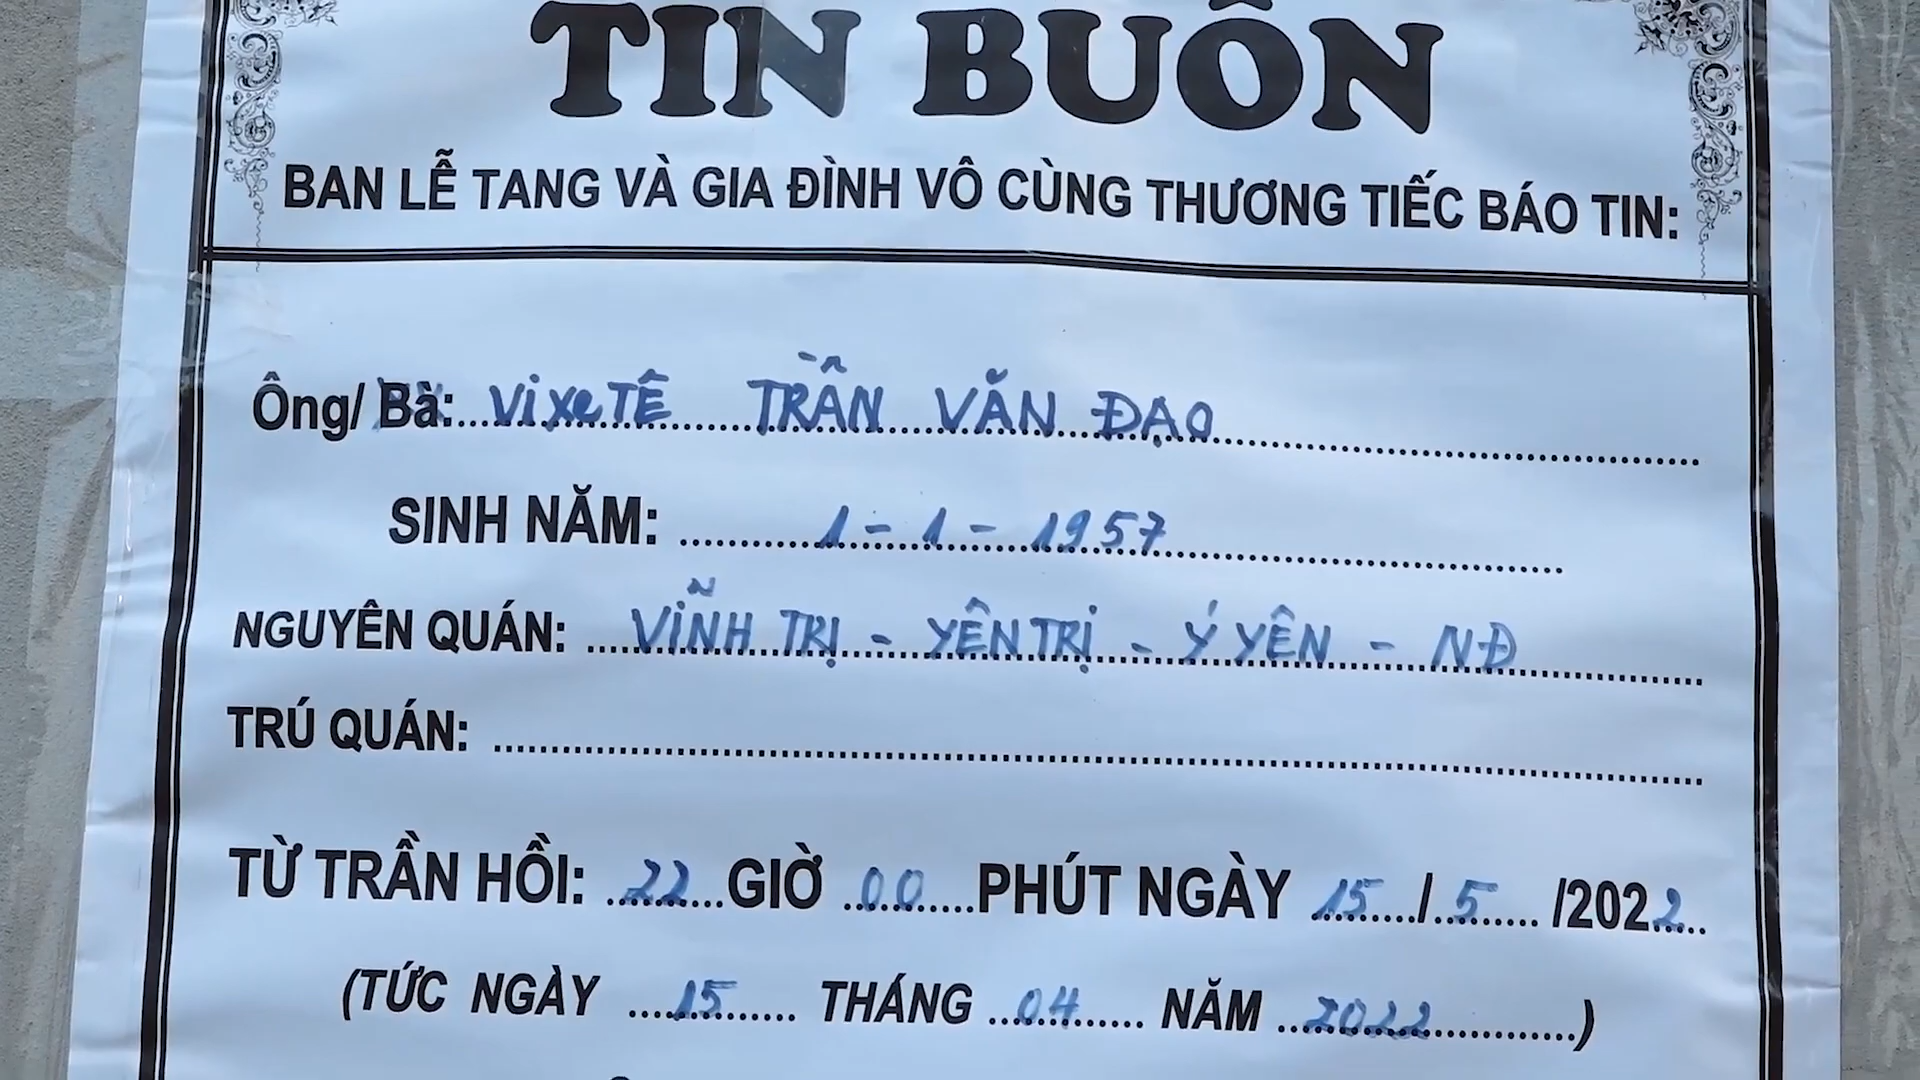 TIN BUÔN
BAN LỄ TANG VÀ GIA ĐÌNH VÔ CÙNG THƯƠNG TIẾC BÁO TIN:
Ông/ Bà: VixeTÊ TRẦN VĂN ĐẠO
SINH NĂM: 1-1-1957
NGUYÊN QUÁN: VĨNH TRỊ - YÊN TRỊ - Ý YÊN - NĐ
TRÚ QUÁN:
TỪ TRẦN HỒI: 22 GIỜ 00 PHÚT NGÀY 15/5/2022
(TỨC NGÀY 15 THÁNG 04 NĂM 2022)